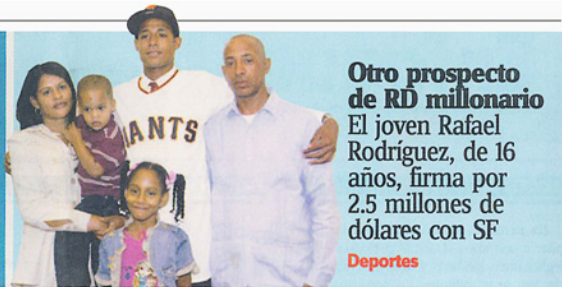 ANTS
Otro prospecto
de RD millonario
El joven Rafael
Rodríguez, de 16
años, firma por
2.5 millones de
dólares con SF
Deportes